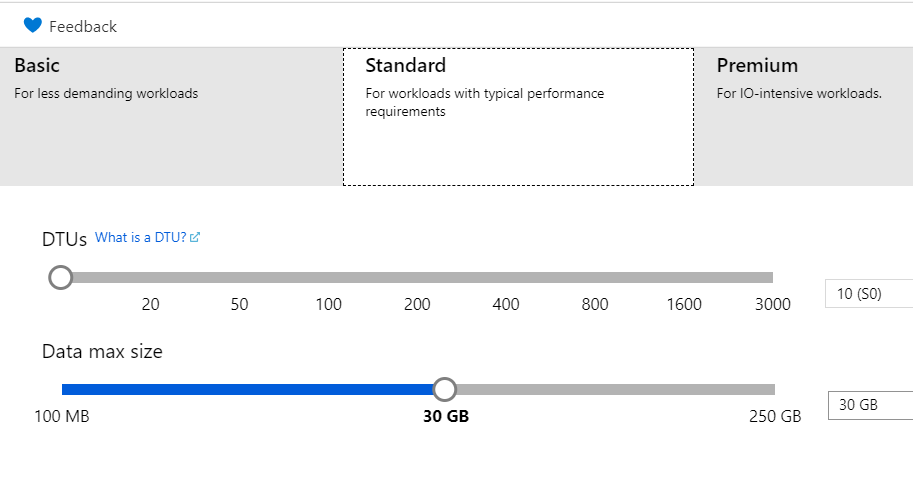 Feedback
Basic
For less demanding workloads
Standard
For workloads with typical performance
requirements
Premium
For IO-intensive workloads.
DTUs What is a DTU?
20 50 100 200 400 800 1600 3000
10 (S0)
Data max size
100 MB 30 GB 250 GB
30 GB